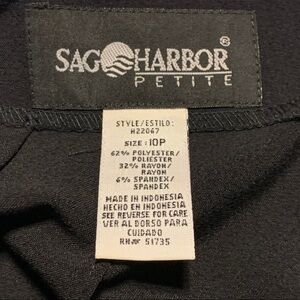 SAG HARBOR®
PETITE
STYLE/ESTILO:
H22067
SIZE: 10P
62% POLYESTER/
POLIESTER
32% RAYON/
RAYON
6% SPANDEX/
SPANDEX
MADE IN INDONESIA
HECHO EN INDONESIA
SEE REVERSE FOR CARE
VER AL DORSO PARA
CUIDADO
RN 51735